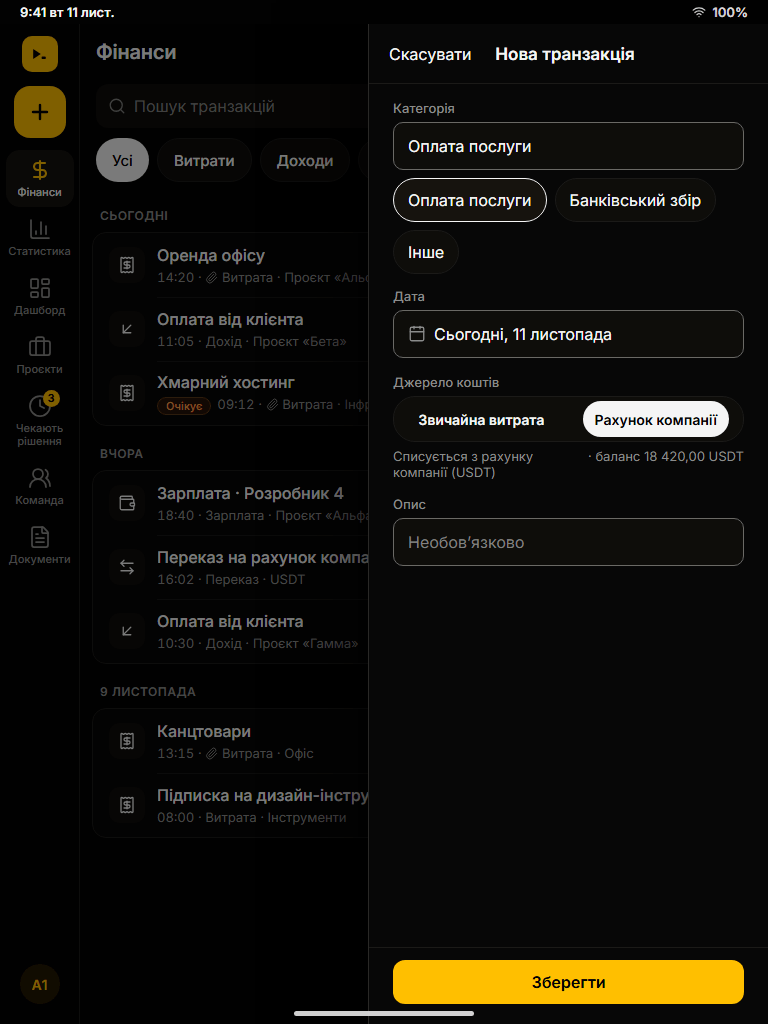 9:41 вт 11 лист.
100%
Фінанси
Статистика
Дашборд
Проєкти
3
Чекають
рішення
Команда
Документи
А1
Фінанси
Пошук транзакцій
Усі
Витрати
Доходи
СЬОГОДНІ
Оренда офісу
14:20 · Витрата · Проєкт «Альф
Оплата від клієнта
11:05 · Дохід · Проєкт «Бета»
Хмарний хостинг
Очікує 09:12 · Витрата · Інфр
ВЧОРА
Зарплата · Розробник 4
18:40 · Зарплата · Проєкт «Альфа
Переказ на рахунок компа
16:02 · Переказ · USDT
Оплата від клієнта
10:30 · Дохід · Проєкт «Гамма»
9 ЛИСТОПАДА
Канцтовари
13:15 · Витрата · Офіс
Підписка на дизайн-інстру
08:00 · Витрата · Інструменти
Скасувати
Нова транзакція
Категорія
Оплата послуги
Оплата послуги
Банківський збір
Інше
Дата
Сьогодні, 11 листопада
Джерело коштів
Звичайна витрата
Рахунок компанії
Списується з рахунку
компанії (USDT)
· баланс 18 420,00 USDT
Опис
Необов’язково
Зберегти